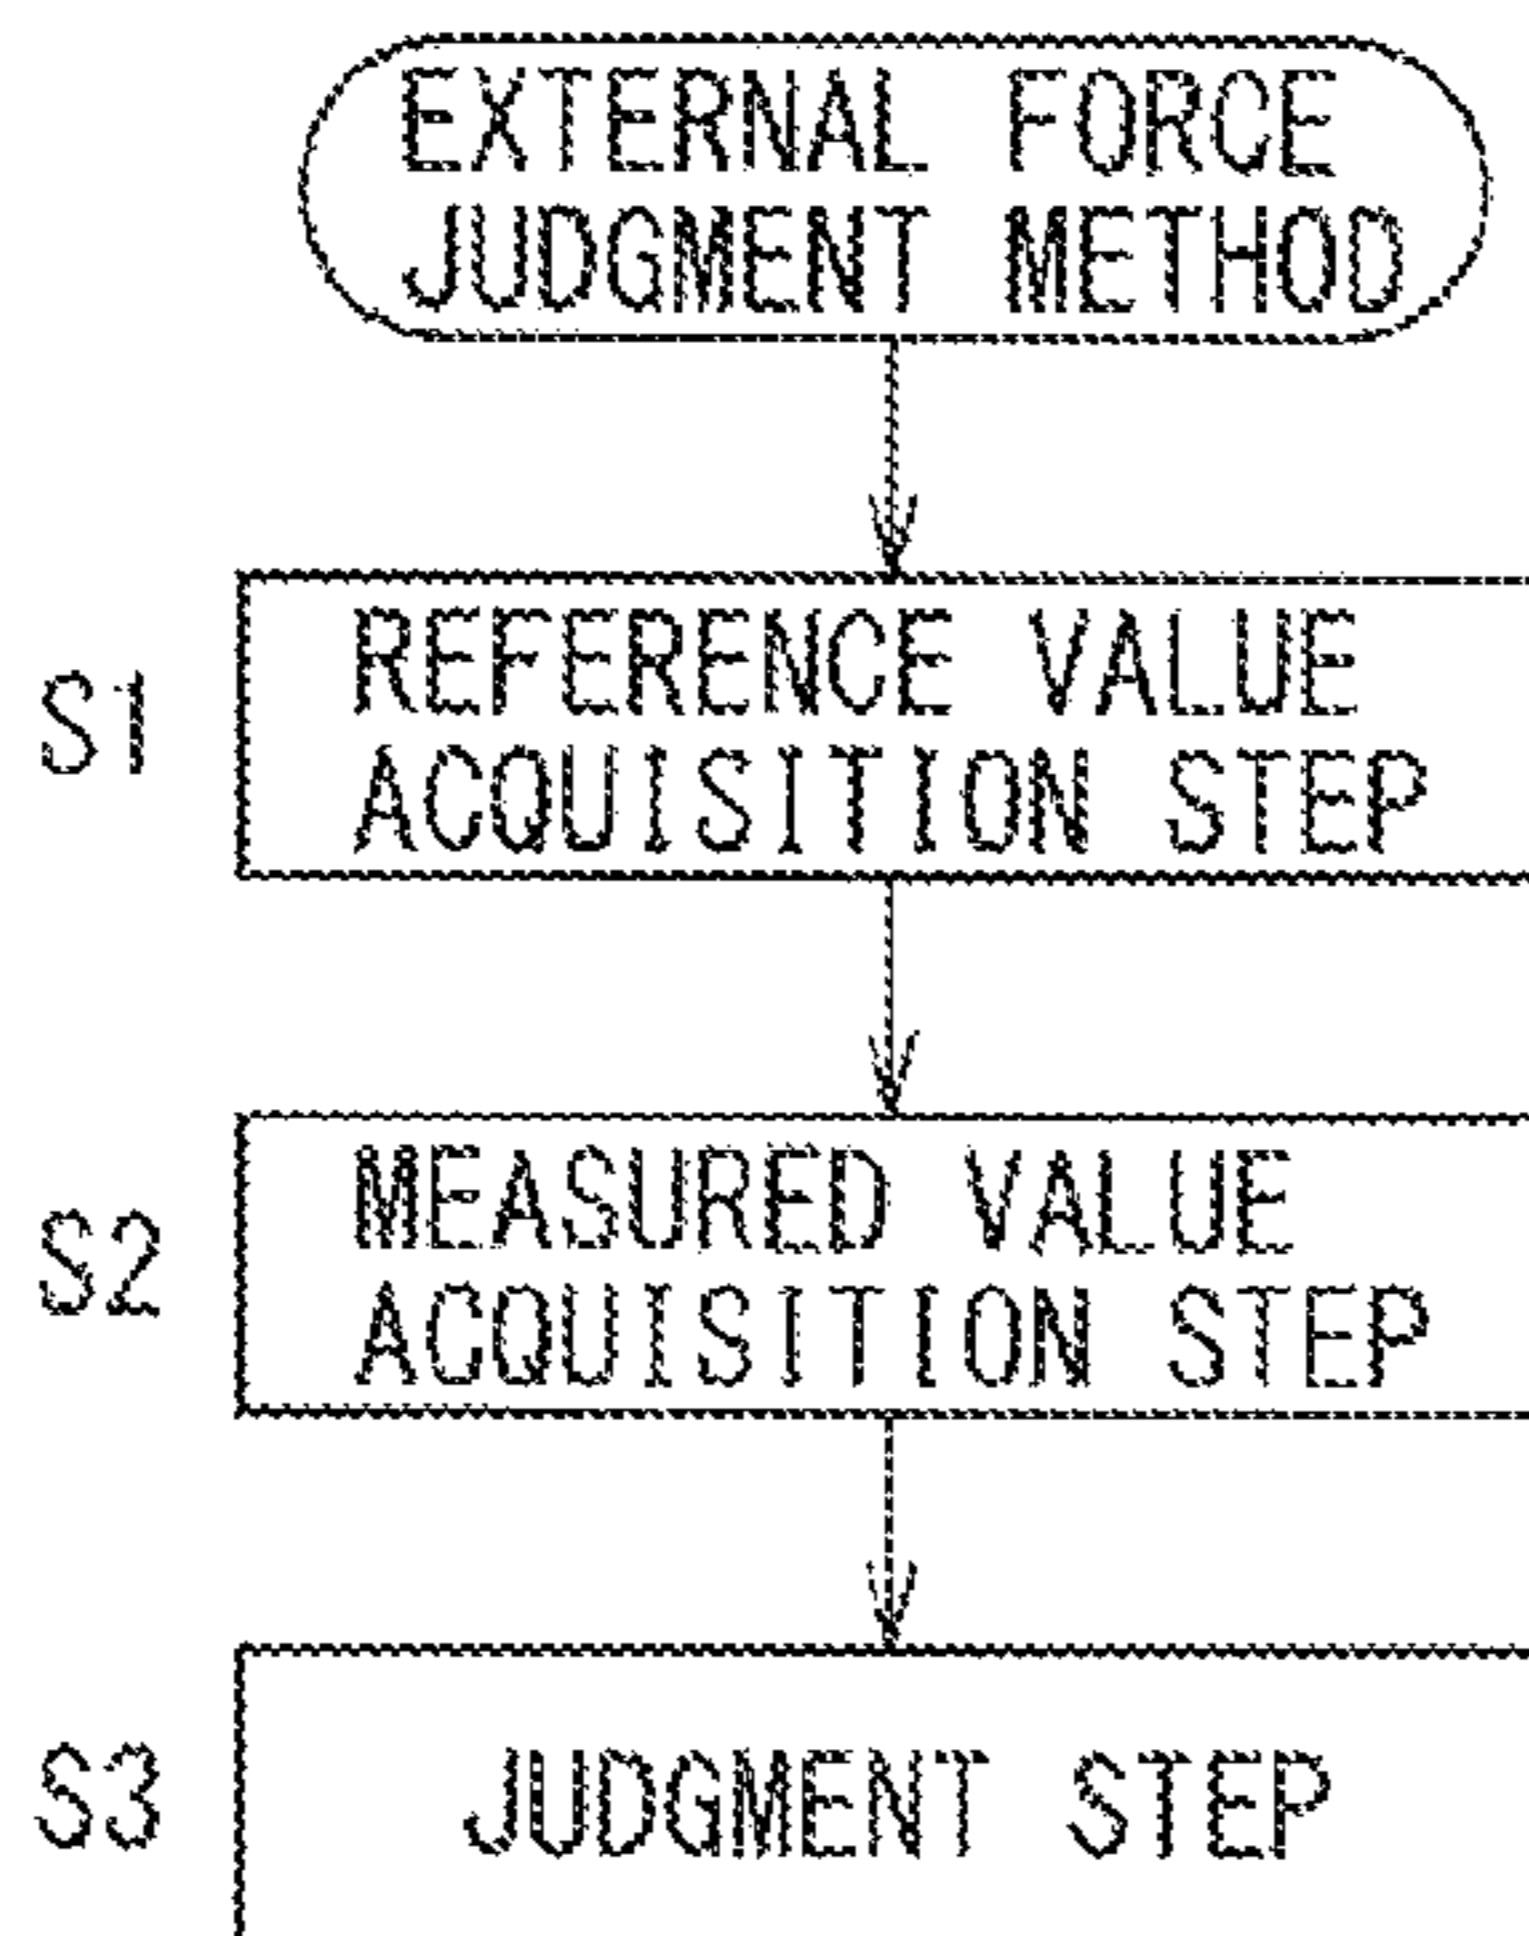 EXTERNAL FORCE
JUDGMENT METHOD
S1
REFERENCE VALUE
ACQUISITION STEP
S2
MEASURED VALUE
ACQUISITION STEP
S3
JUDGMENT STEP